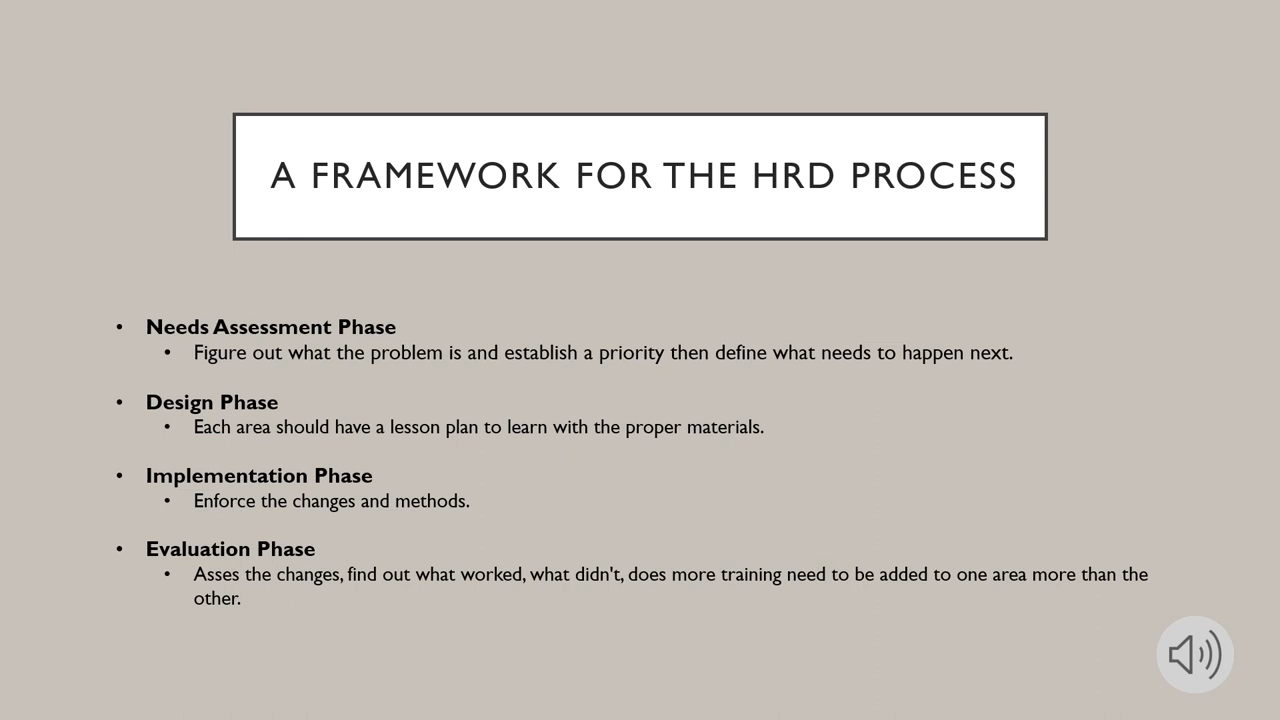 A FRAMEWORK FOR THE HRD PROCESS
• Needs Assessment Phase
• Figure out what the problem is and establish a priority then define what needs to happen next.
• Design Phase
• Each area should have a lesson plan to learn with the proper materials.
• Implementation Phase
• Enforce the changes and methods.
• Evaluation Phase
• Asses the changes, find out what worked, what didn't, does more training need to be added to one area more than the
other.